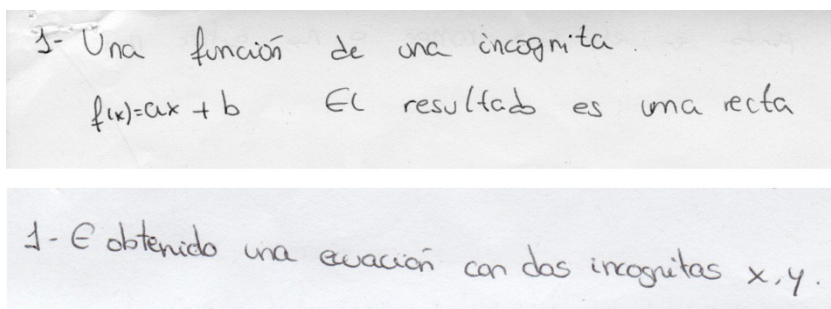 1- Una función de una incognita.
f(x)=ax + b El resultado es una recta
1- E obtenido una ecuación con dos incognitas x,y.